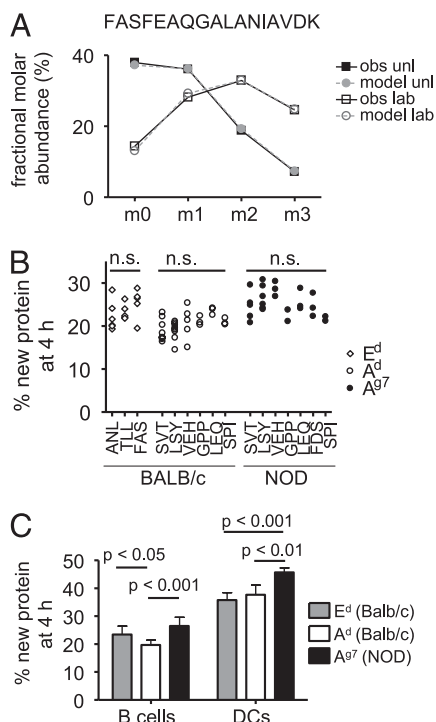 A
FASFEAQGALANIAVDK
fractional molar
abundance (%)
40
20
0
m0 m1 m2 m3
obs unl
model unl
obs lab
model lab
B
n.s. n.s. n.s.
% new protein
at 4 h
30
20
10
0
ANL TLL FAS SVT LSY VEH GPP LEQ SPI SVT LSY VEH GPP LEQ FDS SPI
BALB/c NOD
E^d
A^d
A^g7
C
% new protein
at 4 h
50
40
30
20
10
0
p < 0.05
p < 0.001
p < 0.001
p < 0.01
B cells DCs
E^d (Balb/c)
A^d (Balb/c)
A^g7 (NOD)